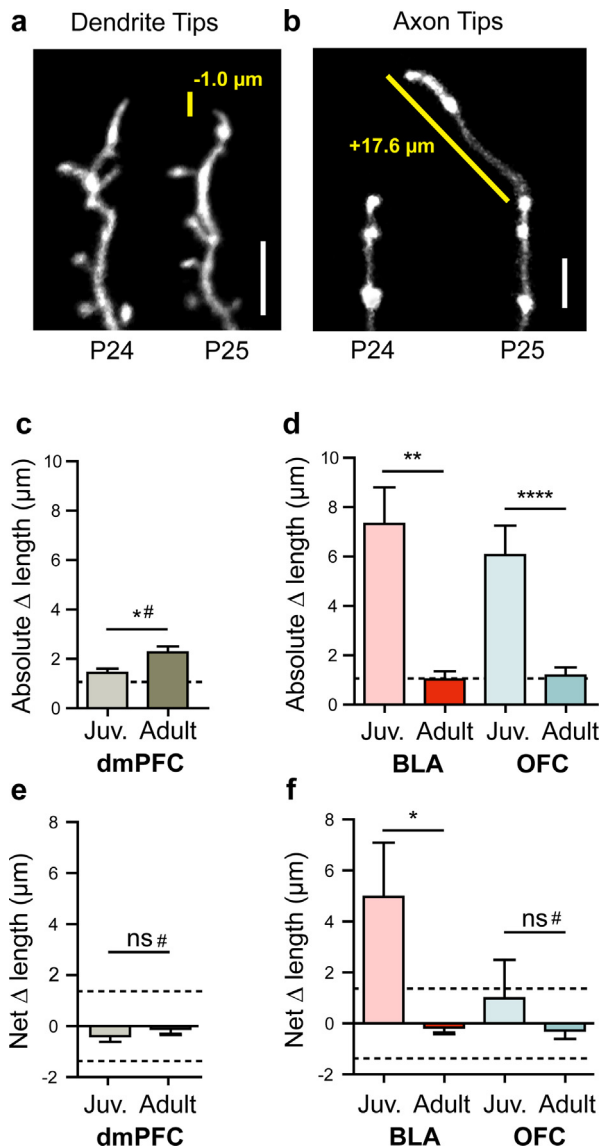 a Dendrite Tips
b Axon Tips
-1.0 µm
+17.6 µm
P24 P25
P24 P25
c
Absolute Δ length (µm)
10
8
6
4
2
0
*#
Juv. Adult
dmPFC
d
Absolute Δ length (µm)
10
8
6
4
2
0
**
****
Juv. Adult Juv. Adult
BLA OFC
e
Net Δ length (µm)
8
6
4
2
0
-2
ns #
Juv. Adult
dmPFC
f
Net Δ length (µm)
8
6
4
2
0
-2
*
ns #
Juv. Adult Juv. Adult
BLA OFC